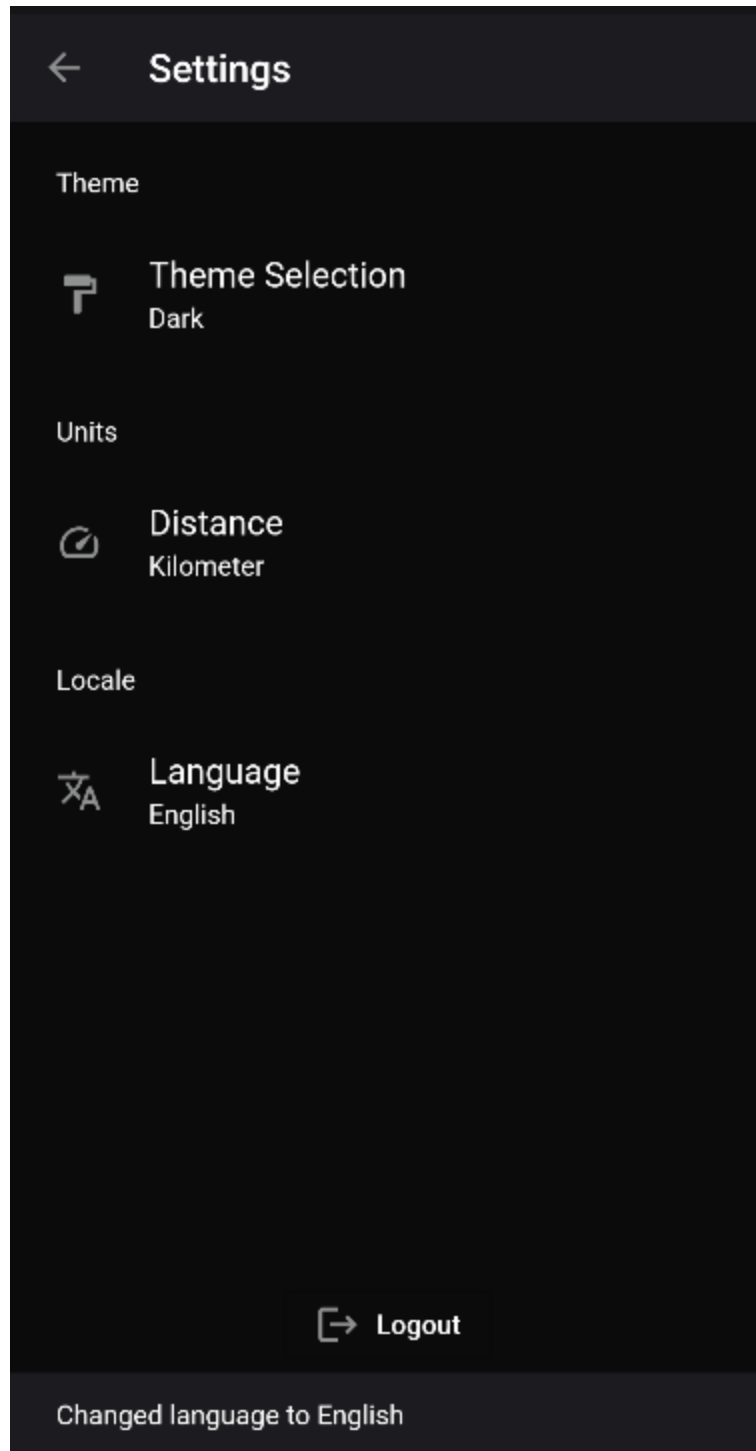 Settings
Theme
Theme Selection
Dark
Units
Distance
Kilometer
Locale
Language
English
Logout
Changed language to English